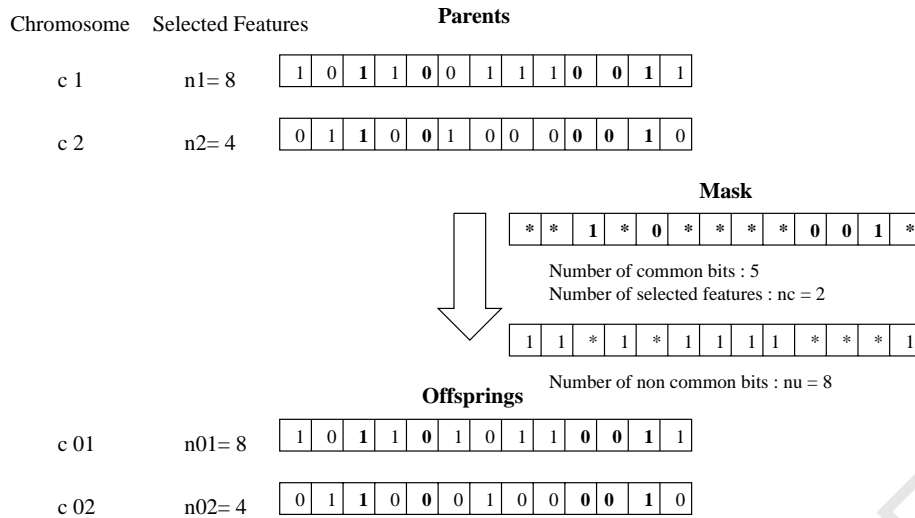 Parents
Chromosome Selected Features
c 1 n1= 8 1 0 1 1 0 0 1 1 1 0 0 1 1
c 2 n2= 4 0 1 1 0 0 1 0 0 0 0 0 1 0
Mask
* * 1 * 0 * * * * 0 0 1 *
Number of common bits : 5
Number of selected features : nc = 2
1 1 * 1 * 1 1 1 1 * * * 1
Number of non common bits : nu = 8
Offsprings
c 01 n01= 8 1 0 1 1 0 1 0 1 1 0 0 1 1
c 02 n02= 4 0 1 1 0 0 0 1 0 0 0 0 1 0